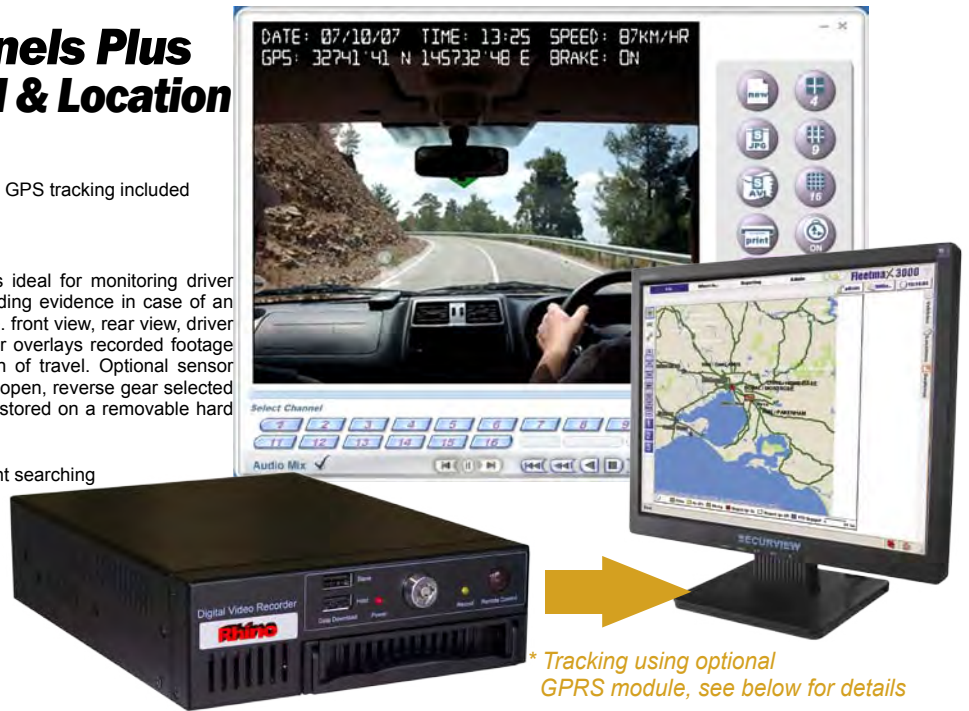 nels Plus
l & Location
GPS tracking included
s ideal for monitoring driver
ding evidence in case of an
. front view, rear view, driver
r overlays recorded footage
n of travel. Optional sensor
open, reverse gear selected
stored on a removable hard
nt searching
DATE: 07/10/07 TIME: 13:25 SPEED: 87KM/HR
GPS: 32741'41 N 145732'48 E BRAKE: ON
new
4
S JPG
9
S AVI
16
print
ON
Select Channel
1 2 3 4 5 6 7 8 9
11 12 13 14 15 16
Audio Mix
Fleetmax 3000
SECURVIEW
Digital Video Recorder
Rhino
Slave
Host
Data Download
Power
Record
Remote Control
* Tracking using optional
GPRS module, see below for details